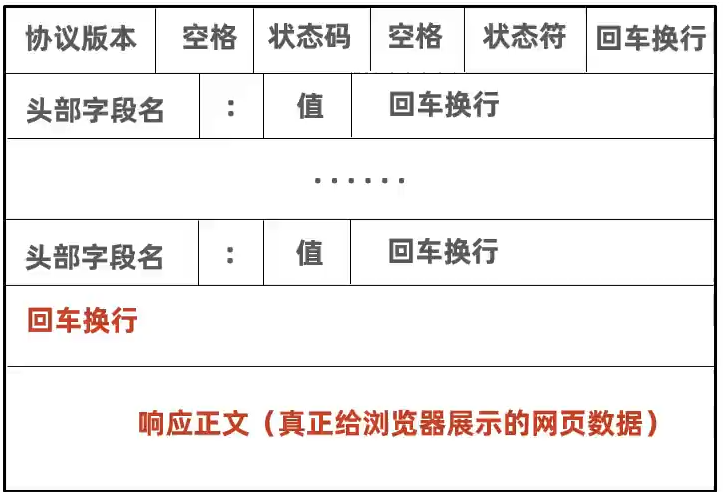 协议版本 空格 状态码 空格 状态符 回车换行
头部字段名 : 值 回车换行
······
头部字段名 : 值 回车换行
回车换行
响应正文（真正给浏览器展示的网页数据）